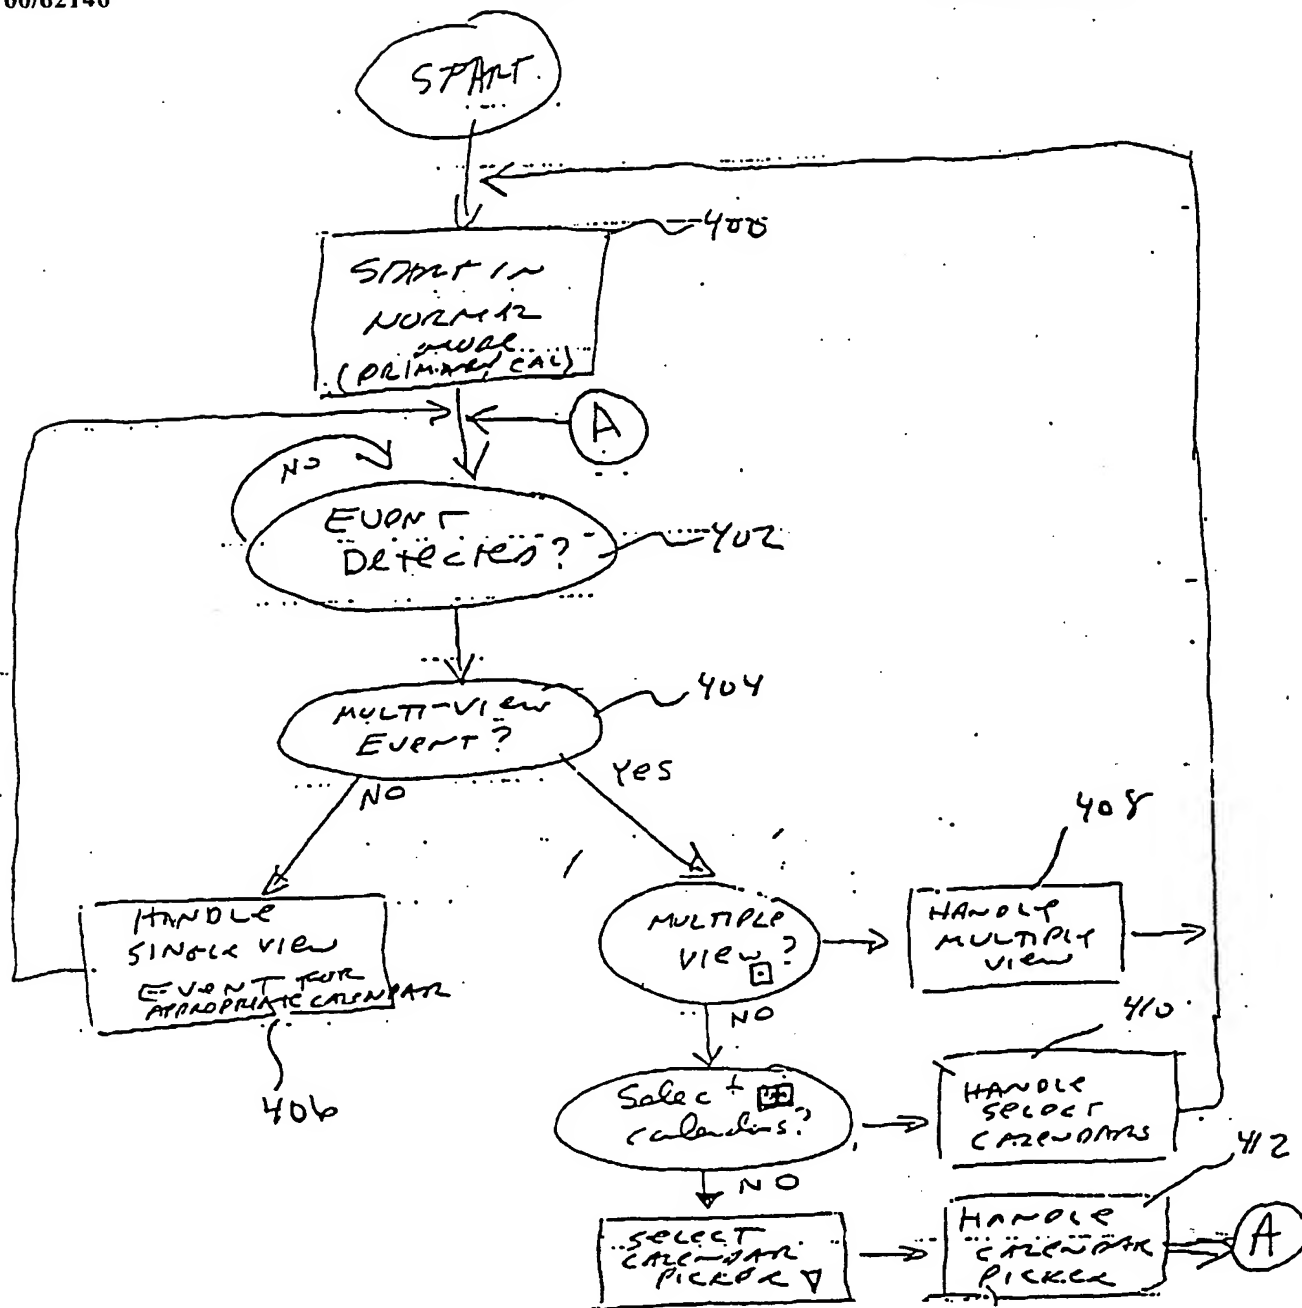 START
400
START IN
NORMAL
MODE
(PRIMARY CAL)
A
NO
EVENT
Detected?
402
404
MULTI-View
Event?
NO
Yes
408
HANDLE
SINGLE VIEW
EVENT FOR
APPROPRIATE CALENDAR
406
MULTIPLE
View?
HANDLE
MULTIPLE
VIEW
NO
410
Select
calendars?
HANDLE
SELECT
CALENDARS
NO
412
SELECT
CALENDAR
PICKER
HANDLE
CALENDAR
PICKER
A